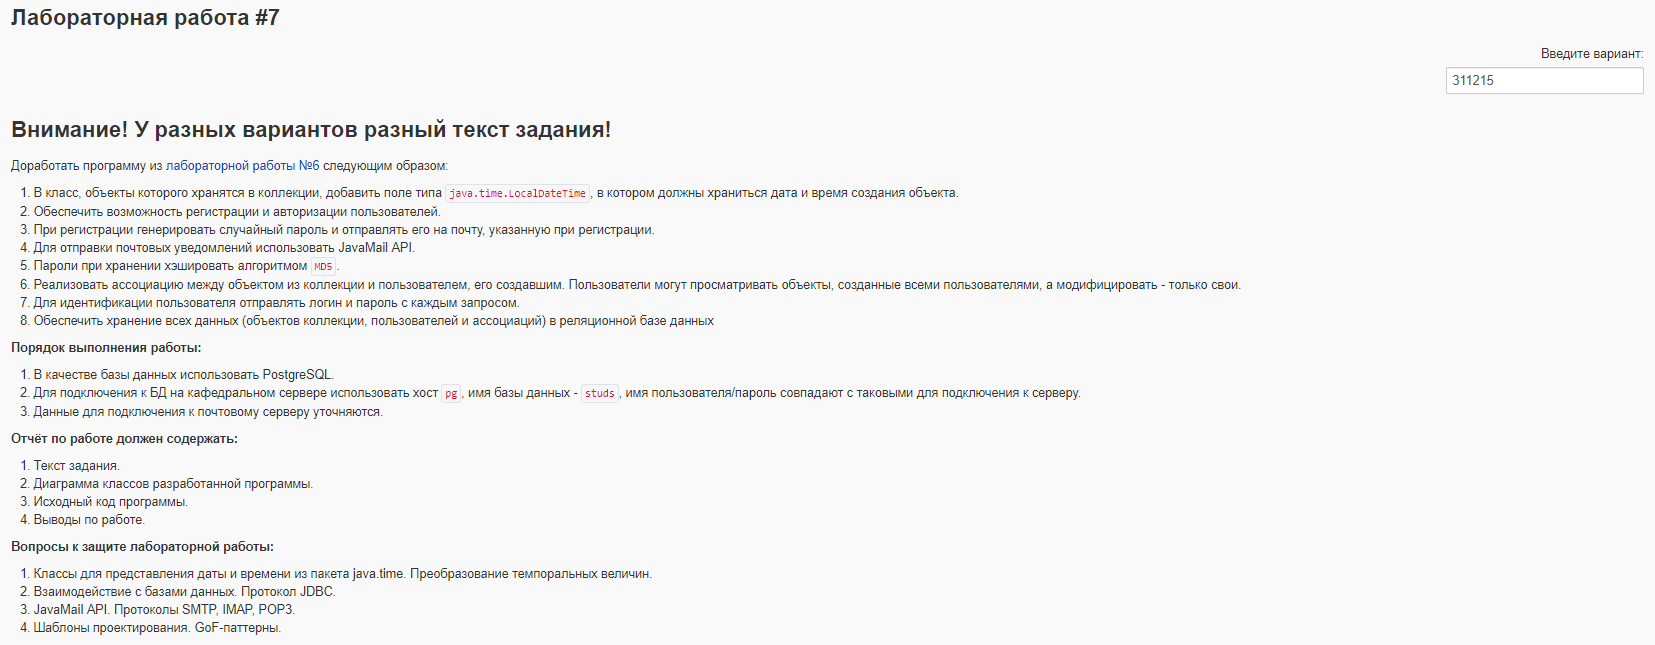 Лабораторная работа #7
Введите вариант:
311215
Внимание! У разных вариантов разный текст задания!
Доработать программу из лабораторной работы №6 следующим образом:
1. В класс, объекты которого хранятся в коллекции, добавить поле типа java.time.LocalDateTime, в котором должны храниться дата и время создания объекта.
2. Обеспечить возможность регистрации и авторизации пользователей.
3. При регистрации генерировать случайный пароль и отправлять его на почту, указанную при регистрации.
4. Для отправки почтовых уведомлений использовать JavaMail API.
5. Пароли при хранении хэшировать алгоритмом MD5.
6. Реализовать ассоциацию между объектом из коллекции и пользователем, его создавшим. Пользователи могут просматривать объекты, созданные всеми пользователями, а модифицировать - только свои.
7. Для идентификации пользователя отправлять логин и пароль с каждым запросом.
8. Обеспечить хранение всех данных (объектов коллекции, пользователей и ассоциаций) в реляционной базе данных
Порядок выполнения работы:
1. В качестве базы данных использовать PostgreSQL.
2. Для подключения к БД на кафедральном сервере использовать хост pg, имя базы данных - studs, имя пользователя/пароль совпадают с таковыми для подключения к серверу.
3. Данные для подключения к почтовому серверу уточняются.
Отчёт по работе должен содержать:
1. Текст задания.
2. Диаграмма классов разработанной программы.
3. Исходный код программы.
4. Выводы по работе.
Вопросы к защите лабораторной работы:
1. Классы для представления даты и времени из пакета java.time. Преобразование темпоральных величин.
2. Взаимодействие с базами данных. Протокол JDBC.
3. JavaMail API. Протоколы SMTP, IMAP, POP3.
4. Шаблоны проектирования. GoF-паттерны.